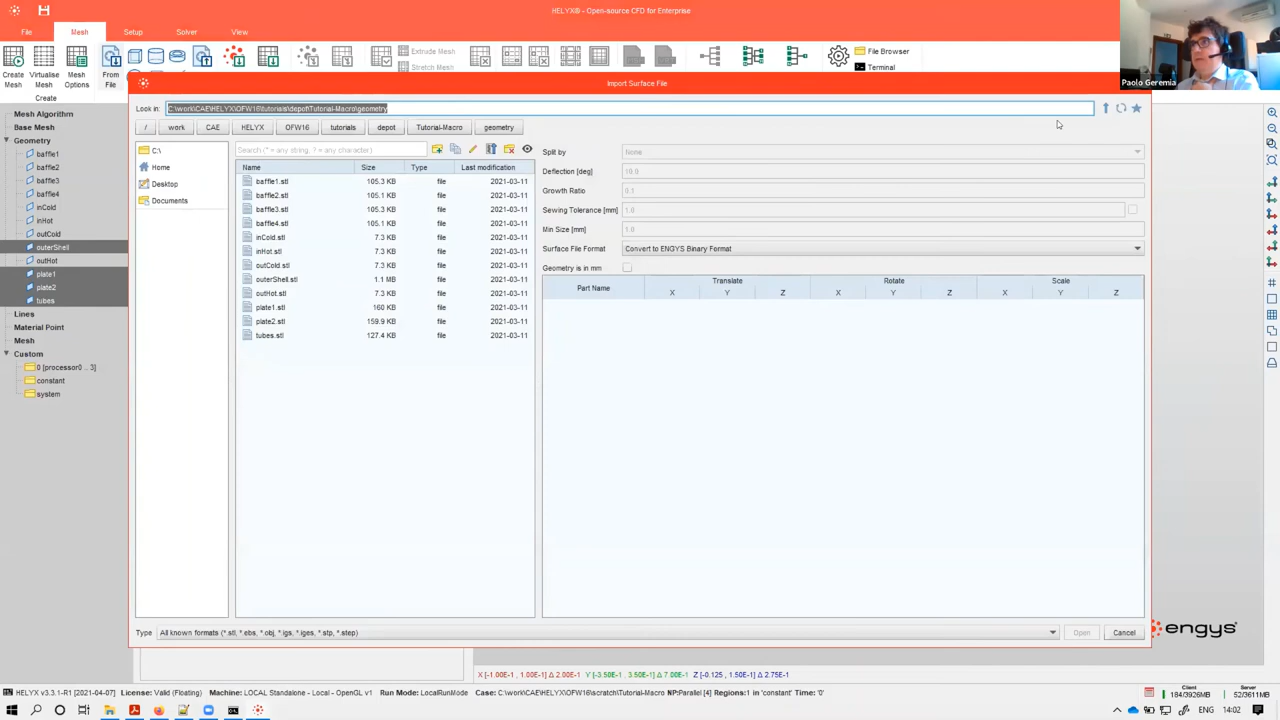 HELYX® - Open-source CFD for Enterprise
File
Mesh
Setup
Solver
View
Create Mesh
Virtualise Mesh
Mesh Options
From File
Extrude Mesh
Stretch Mesh
File Browser
Terminal
Create
Paolo Geremia
Mesh Algorithm
Base Mesh
Geometry
baffle1
baffle2
baffle3
baffle4
inCold
inHot
outCold
outerShell
outHot
plate1
plate2
tubes
Lines
Material Point
Mesh
Custom
0 [processor0 .. 3]
constant
system
Import Surface File
Look in: C:\work\CAE\HELYX\OFW16\tutorials\depot\Tutorial-Macro\geometry
/ work CAE HELYX OFW16 tutorials depot Tutorial-Macro geometry
C:\
Home
Desktop
Documents
Search (* = any string, ? = any character)
Name Size Type Last modification
baffle1.stl 105.3 KB file 2021-03-11
baffle2.stl 105.1 KB file 2021-03-11
baffle3.stl 105.3 KB file 2021-03-11
baffle4.stl 105.1 KB file 2021-03-11
inCold.stl 7.3 KB file 2021-03-11
inHot.stl 7.3 KB file 2021-03-11
outCold.stl 7.3 KB file 2021-03-11
outerShell.stl 1.1 MB file 2021-03-11
outHot.stl 7.3 KB file 2021-03-11
plate1.stl 160 KB file 2021-03-11
plate2.stl 159.9 KB file 2021-03-11
tubes.stl 127.4 KB file 2021-03-11
Split by None
Deflection [deg] 10.0
Growth Ratio 0.1
Sewing Tolerance [mm] 1.0
Min Size [mm] 1.0
Surface File Format Convert to ENGYS Binary Format
Geometry is in mm
Part Name Translate Rotate Scale
X Y Z X Y Z X Y Z
Type All known formats (*.stl, *.ebs, *.obj, *.igs, *.iges, *.stp, *.step)
Open
Cancel
engys
X [-1.00E-1 , 1.00E-1] Δ 2.00E-1 Y [-3.50E-1 , 3.50E-1] Δ 7.00E-1 Z [-0.125 , 1.50E-1] Δ 2.75E-1
HELYX v3.3.1-R1 [2021-04-07] License: Valid (Floating) Machine: LOCAL Standalone - Local - OpenGL v1 Run Mode: LocalRunMode Case: C:\work\CAE\HELYX\OFW16\scratch\Tutorial-Macro NP:Parallel [4] Regions:1 in 'constant' Time: '0'
Client
184/3926MB
Server
52/3611MB
ENG
14:02